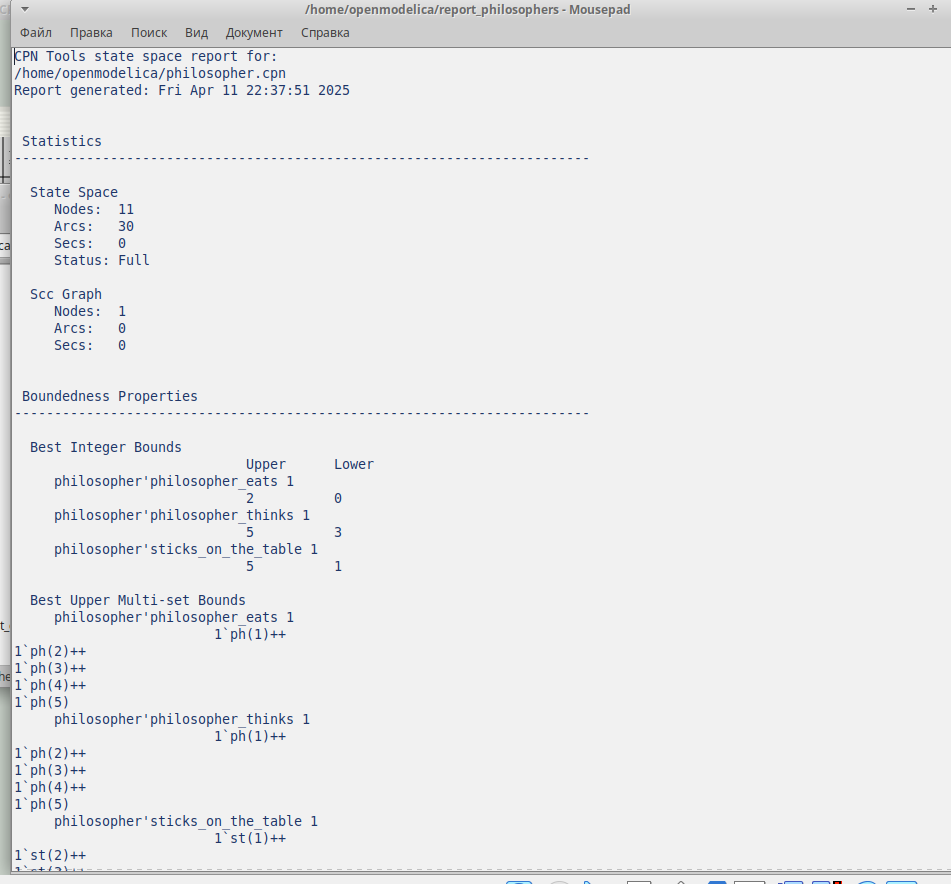 /home/openmodelica/report_philosophers - Mousepad
Файл Правка Поиск Вид Документ Справка
CPN Tools state space report for:
/home/openmodelica/philosopher.cpn
Report generated: Fri Apr 11 22:37:51 2025
Statistics
------------------------------------------------------------------------
State Space
Nodes: 11
Arcs: 30
Secs: 0
Status: Full
Scc Graph
Nodes: 1
Arcs: 0
Secs: 0
Boundedness Properties
------------------------------------------------------------------------
Best Integer Bounds
Upper Lower
philosopher'philosopher_eats 1
2 0
philosopher'philosopher_thinks 1
5 3
philosopher'sticks_on_the_table 1
5 1
Best Upper Multi-set Bounds
philosopher'philosopher_eats 1
1`ph(1)++
1`ph(2)++
1`ph(3)++
1`ph(4)++
1`ph(5)
philosopher'philosopher_thinks 1
1`ph(1)++
1`ph(2)++
1`ph(3)++
1`ph(4)++
1`ph(5)
philosopher'sticks_on_the_table 1
1`st(1)++
1`st(2)++